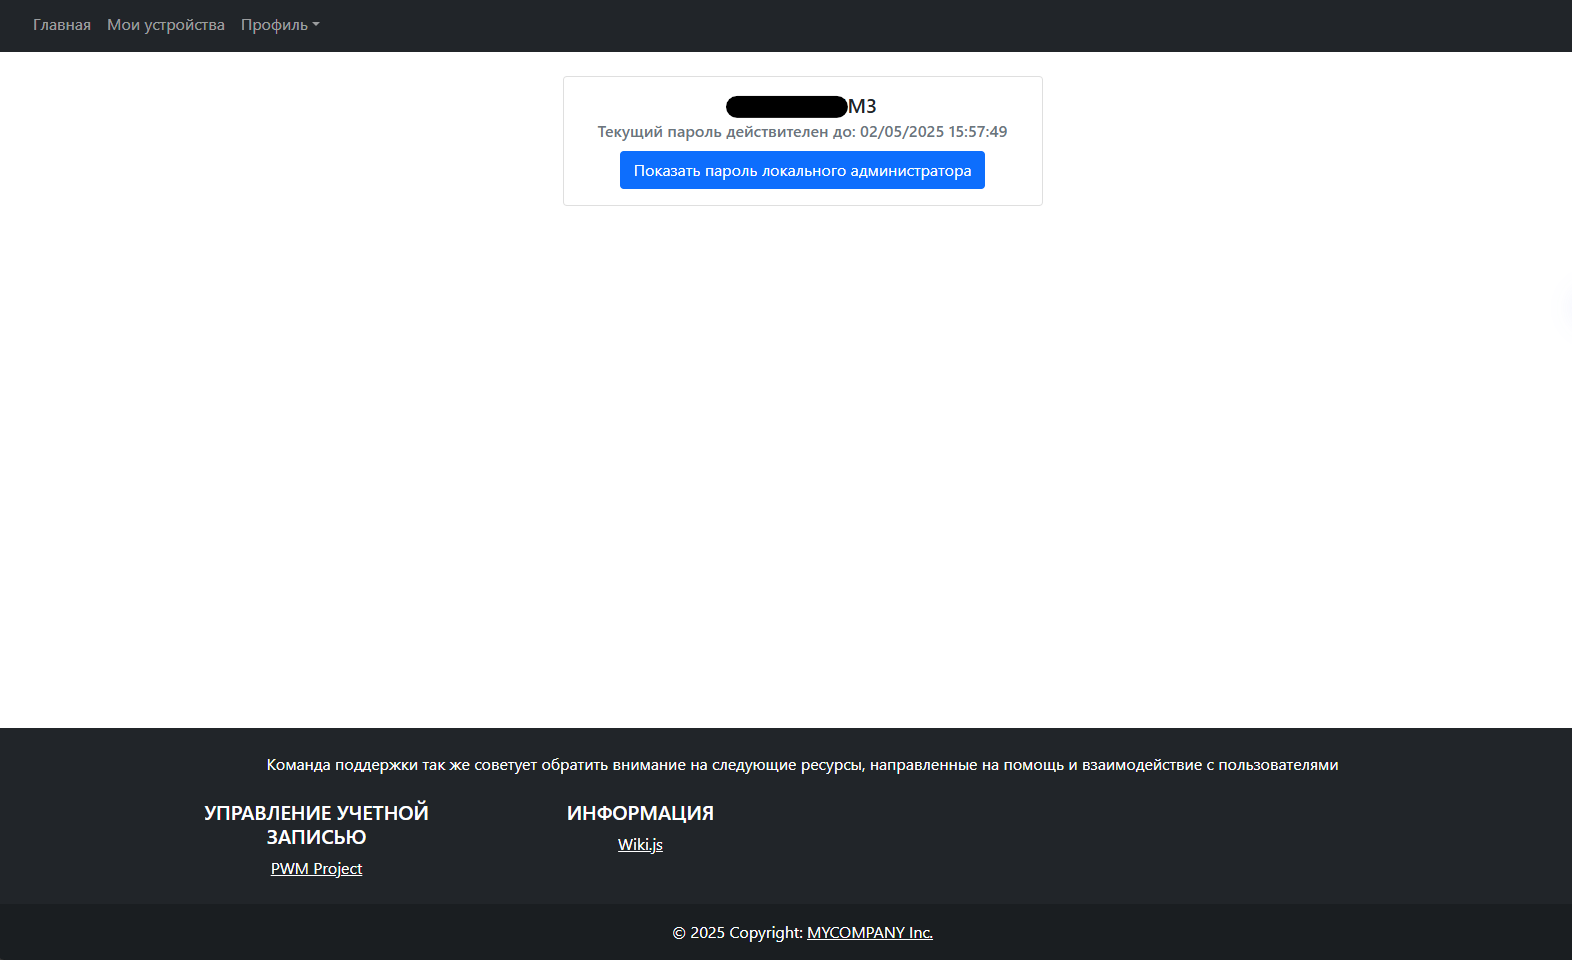 Главная Мои устройства Профиль
M3
Текущий пароль действителен до: 02/05/2025 15:57:49
Показать пароль локального администратора
Команда поддержки так же советует обратить внимание на следующие ресурсы, направленные на помощь и взаимодействие с пользователями
УПРАВЛЕНИЕ УЧЕТНОЙ
ЗАПИСЬЮ
PWM Project
ИНФОРМАЦИЯ
Wiki.js
© 2025 Copyright: MYCOMPANY Inc.